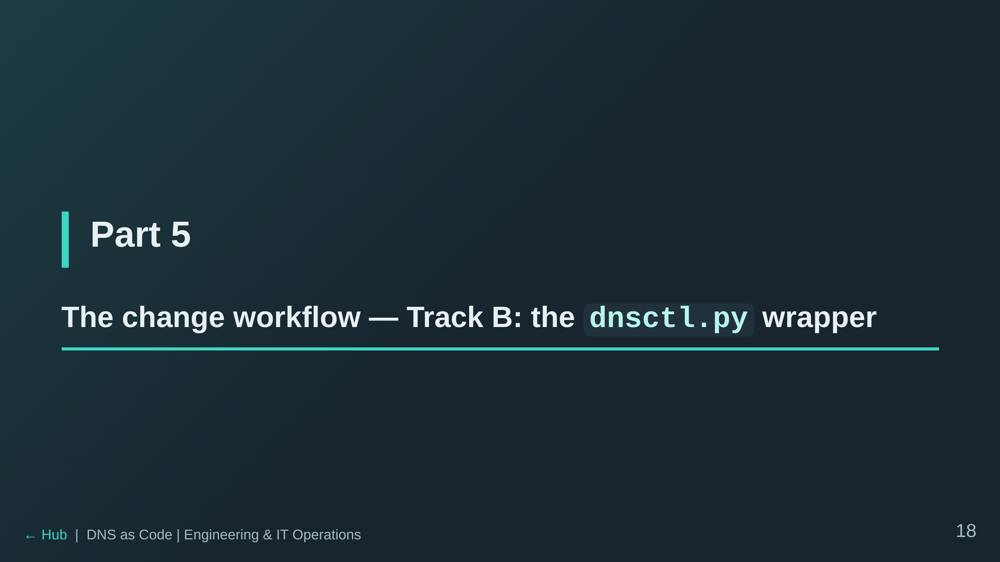 Part 5
The change workflow — Track B: the dnsctl.py wrapper
← Hub | DNS as Code | Engineering & IT Operations
18